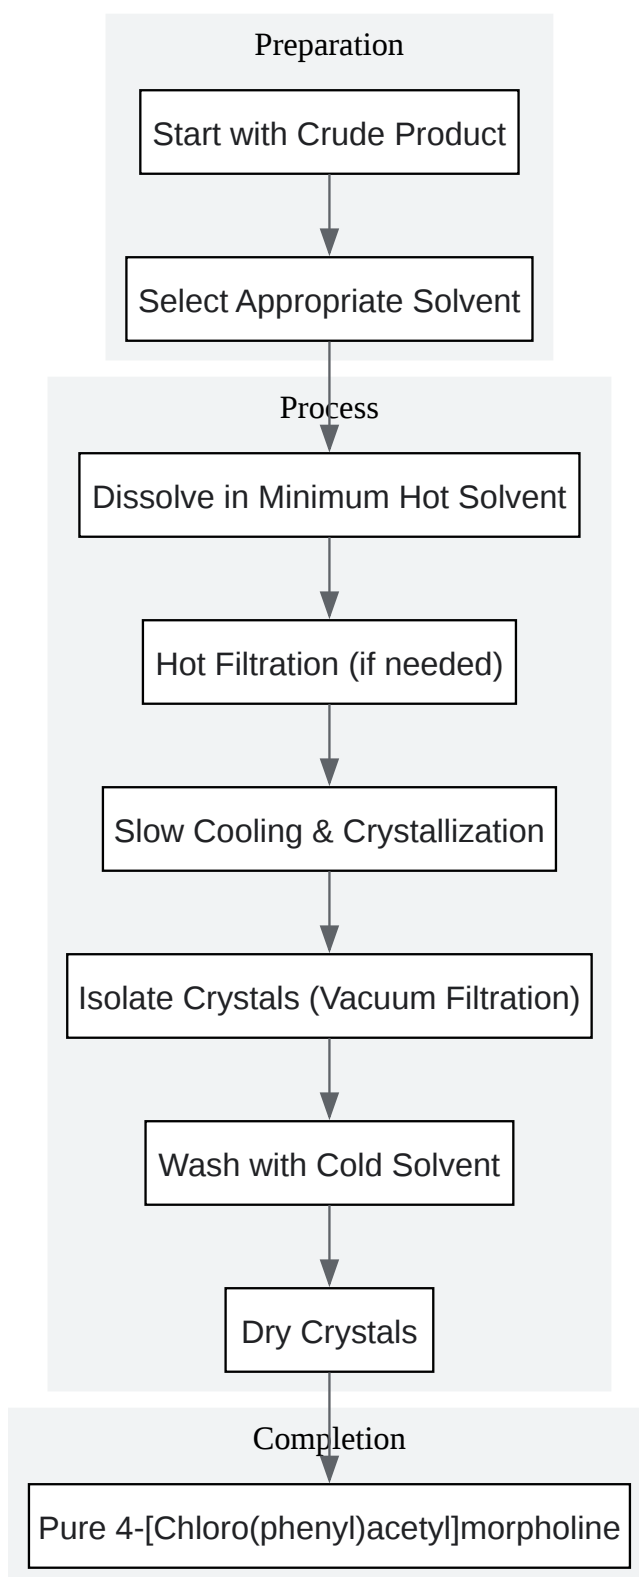 Preparation
Start with Crude Product
Select Appropriate Solvent
Process
Dissolve in Minimum Hot Solvent
Hot Filtration (if needed)
Slow Cooling & Crystallization
Isolate Crystals (Vacuum Filtration)
Wash with Cold Solvent
Dry Crystals
Completion
Pure 4-[Chloro(phenyl)acetyl]morpholine